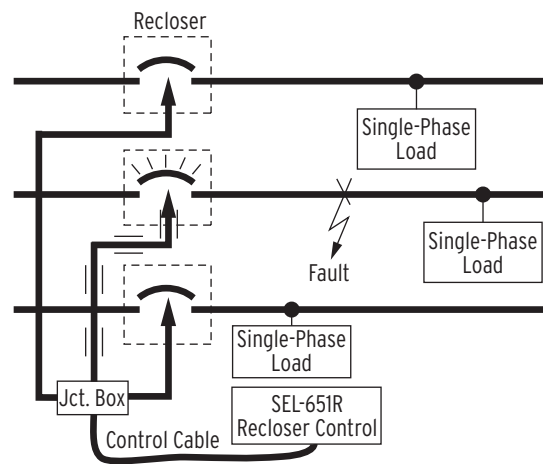 Recloser
Single-Phase
Load
Single-Phase
Load
Fault
Single-Phase
Load
Jct. Box
SEL-651R
Recloser Control
Control Cable